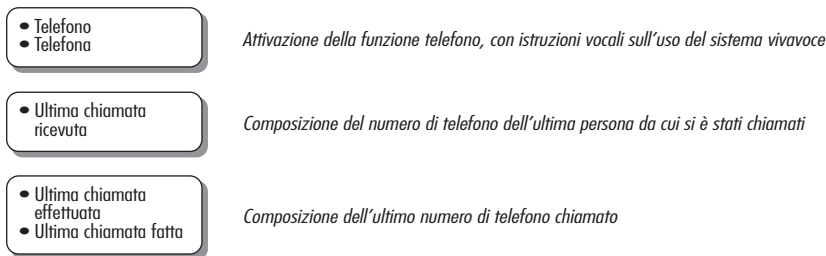 • Telefono
• Telefona
Attivazione della funzione telefono, con istruzioni vocali sull'uso del sistema vivavoce
• Ultima chiamata
ricevuta
Composizione del numero di telefono dell'ultima persona da cui si è stati chiamati
• Ultima chiamata
effettuata
• Ultima chiamata fatta
Composizione dell'ultimo numero di telefono chiamato